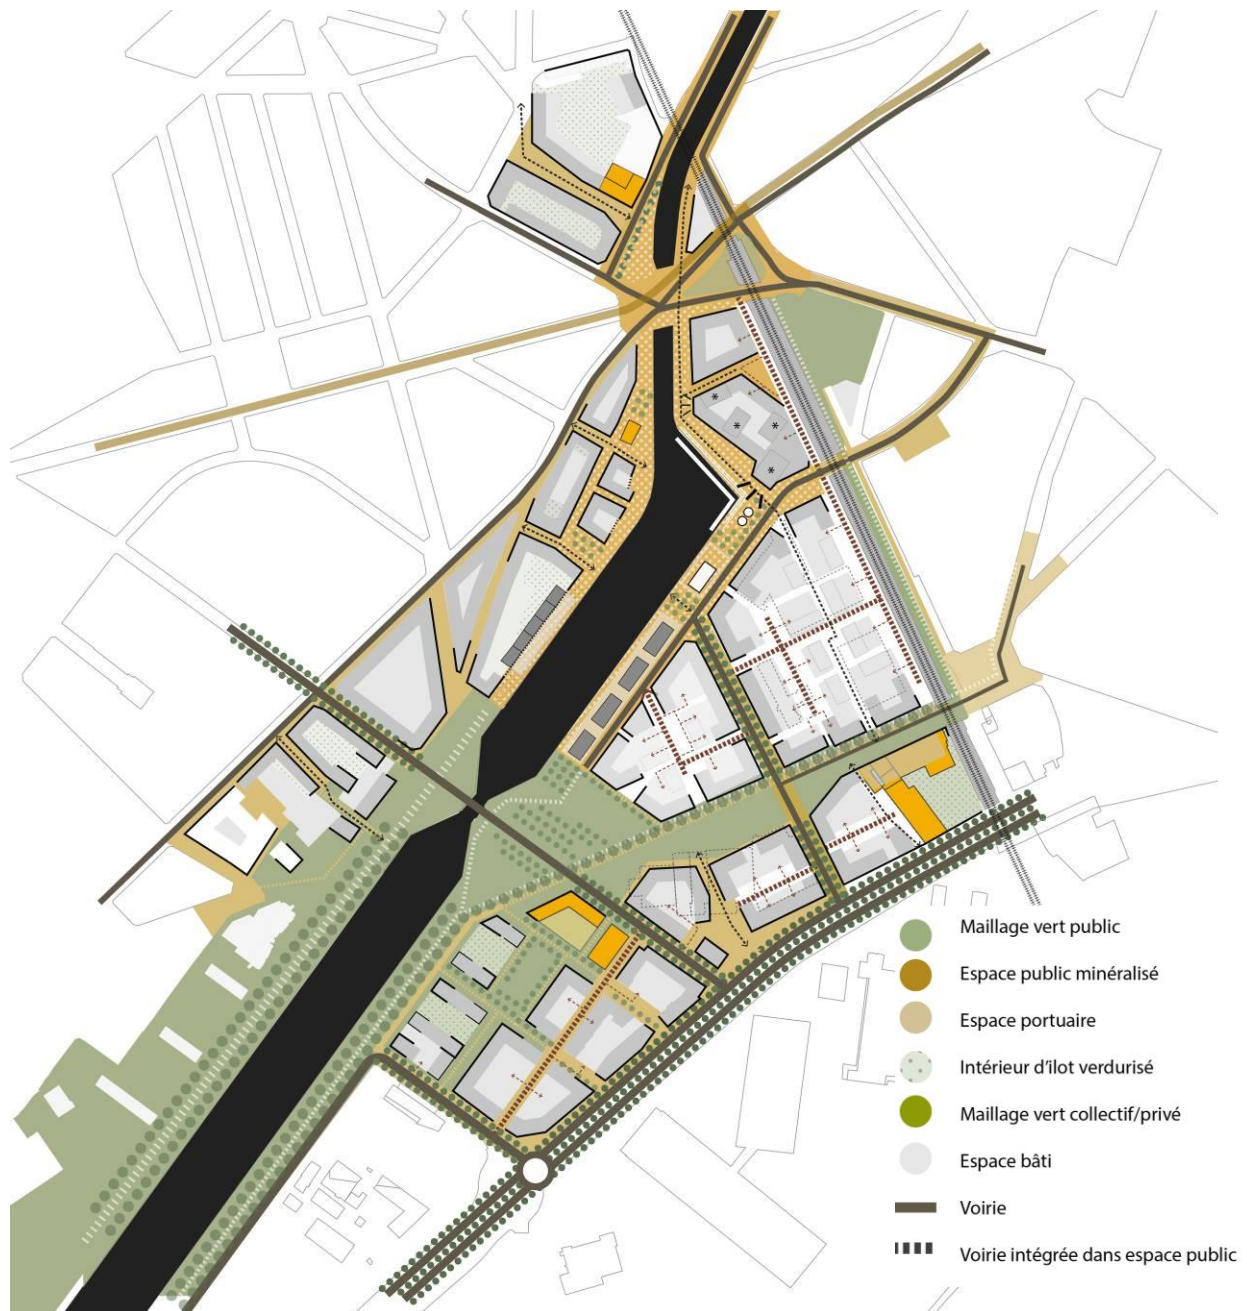 Maillage vert public
Espace public minéralisé
Espace portuaire
Intérieur d'ilot verdurisé
Maillage vert collectif/privé
Espace bâti
Voirie
Voirie intégrée dans espace public